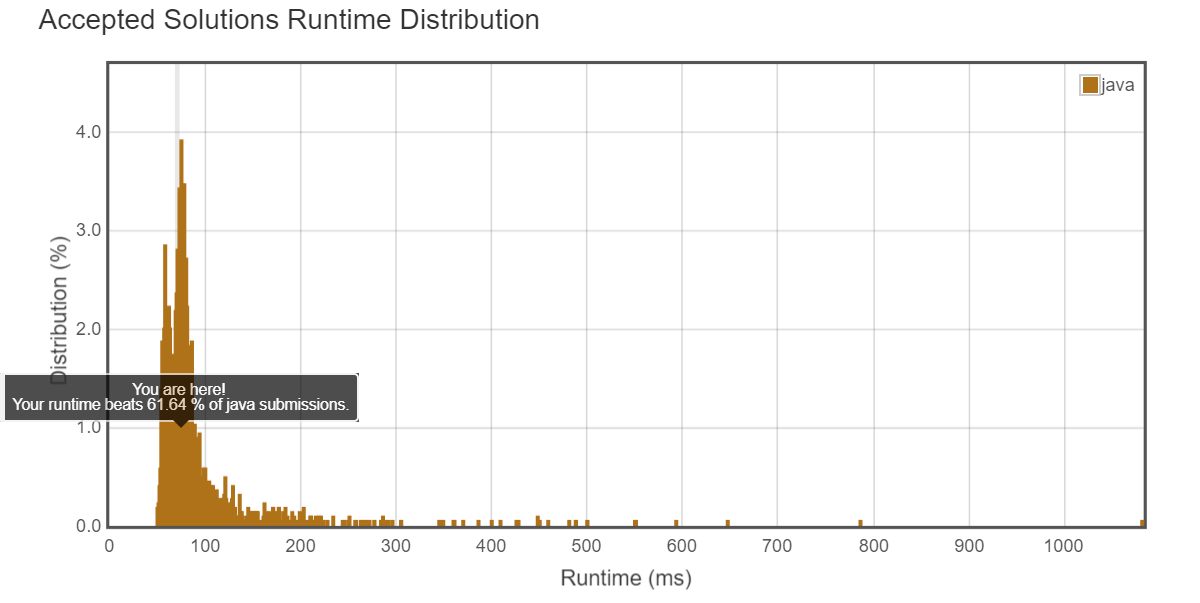 Accepted Solutions Runtime Distribution
java
4.0
3.0
2.0
1.0
0.0
Distribution (%)
You are here!
Your runtime beats 61.64 % of java submissions.
0 100 200 300 400 500 600 700 800 900 1000
Runtime (ms)